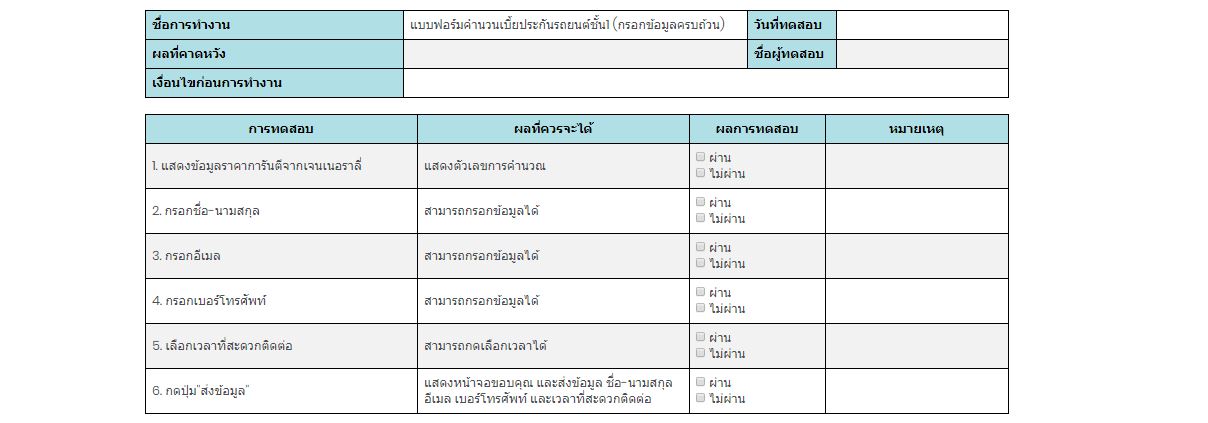 ชื่อการทำงาน แบบฟอร์มคำนวนเบี้ยประกันรถยนต์ชั้น1 (กรอกข้อมูลครบถ้วน) วันที่ทดสอบ
ผลที่คาดหวัง ชื่อผู้ทดสอบ
เงื่อนไขก่อนการทำงาน
การทดสอบ ผลที่ควรจะได้ ผลการทดสอบ หมายเหตุ
1. แสดงข้อมูลราคาการันตีจากเจนเนอราลี่ แสดงตัวเลขการคำนวณ ผ่าน
ไม่ผ่าน
2. กรอกชื่อ-นามสกุล สามารถกรอกข้อมูลได้ ผ่าน
ไม่ผ่าน
3. กรอกอีเมล สามารถกรอกข้อมูลได้ ผ่าน
ไม่ผ่าน
4. กรอกเบอร์โทรศัพท์ สามารถกรอกข้อมูลได้ ผ่าน
ไม่ผ่าน
5. เลือกเวลาที่สะดวกติดต่อ สามารถกดเลือกเวลาได้ ผ่าน
ไม่ผ่าน
6. กดปุ่ม"ส่งข้อมูล" แสดงหน้าจอขอบคุณ และส่งข้อมูล ชื่อ-นามสกุล ผ่าน
อีเมล เบอร์โทรศัพท์ และเวลาที่สะดวกติดต่อ ไม่ผ่าน